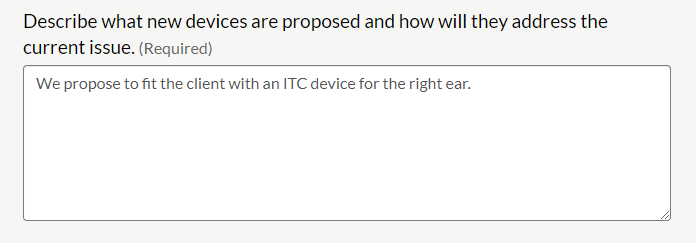 Describe what new devices are proposed and how will they address the
current issue. (Required)
We propose to fit the client with an ITC device for the right ear.